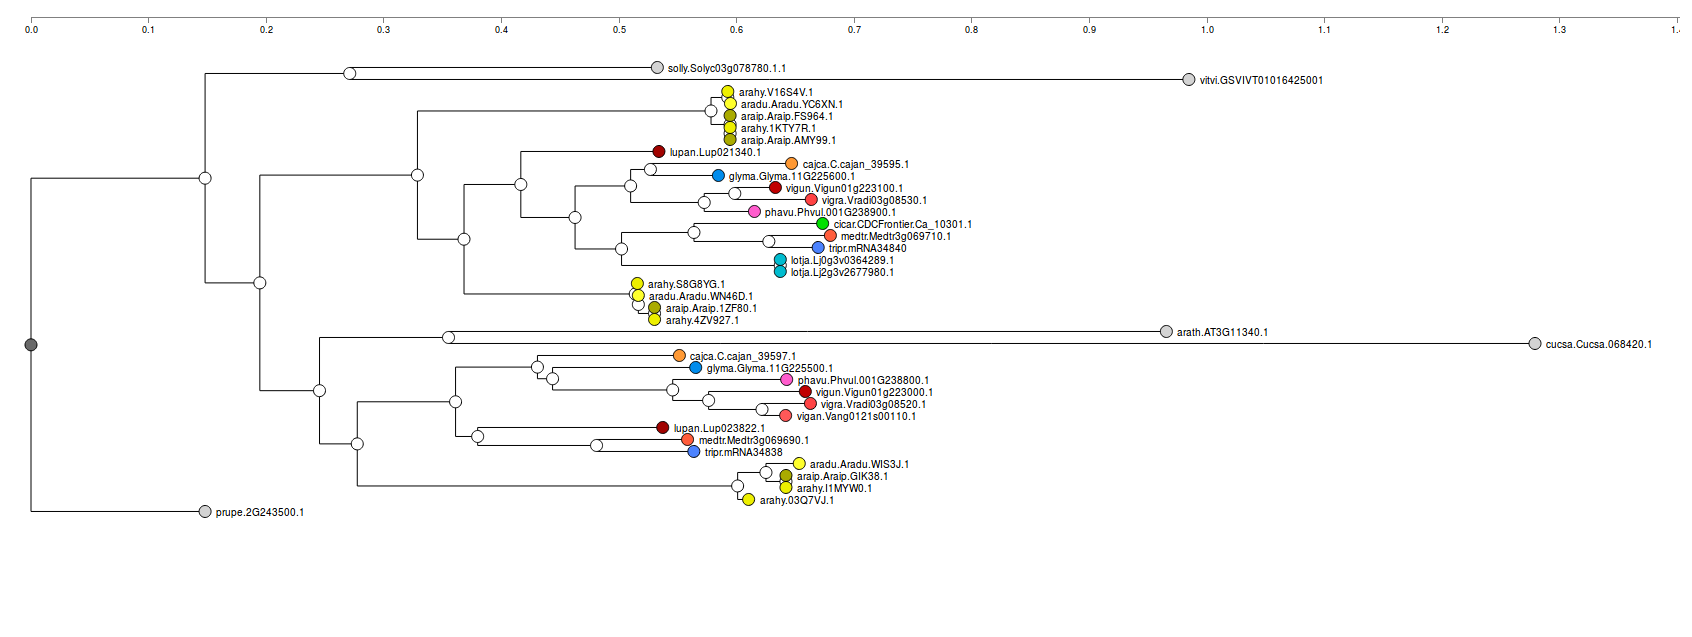 0.0 0.1 0.2 0.3 0.4 0.5 0.6 0.7 0.8 0.9 1.0 1.1 1.2 1.3 1.
solly.Solyc03g078780.1.1
vitvi.GSVIVT01016425001
arahy.V16S4V.1
aradu.Aradu.YC6XN.1
araip.Araip.FS964.1
arahy.1KTY7R.1
araip.Araip.AMY99.1
lupan.Lup021340.1
cajca.C.cajan_39595.1
glyma.Glyma.11G225600.1
vigun.Vigun01g223100.1
vigra.Vradi03g08530.1
phavu.Phvul.001G238900.1
cicar.CDCFrontier.Ca_10301.1
medtr.Medtr3g069710.1
tripr.mRNA34840
lotja.Lj0g3v0364289.1
lotja.Lj2g3v2677980.1
arahy.S8G8YG.1
aradu.Aradu.WN46D.1
araip.Araip.1ZF80.1
arahy.4ZV927.1
arath.AT3G11340.1
cucsa.Cucsa.068420.1
cajca.C.cajan_39597.1
glyma.Glyma.11G225500.1
phavu.Phvul.001G238800.1
vigun.Vigun01g223000.1
vigra.Vradi03g08520.1
vigan.Vang0121s00110.1
lupan.Lup023822.1
medtr.Medtr3g069690.1
tripr.mRNA34838
aradu.Aradu.WIS3J.1
araip.Araip.GIK38.1
arahy.I1MYW0.1
arahy.03Q7VJ.1
prupe.2G243500.1